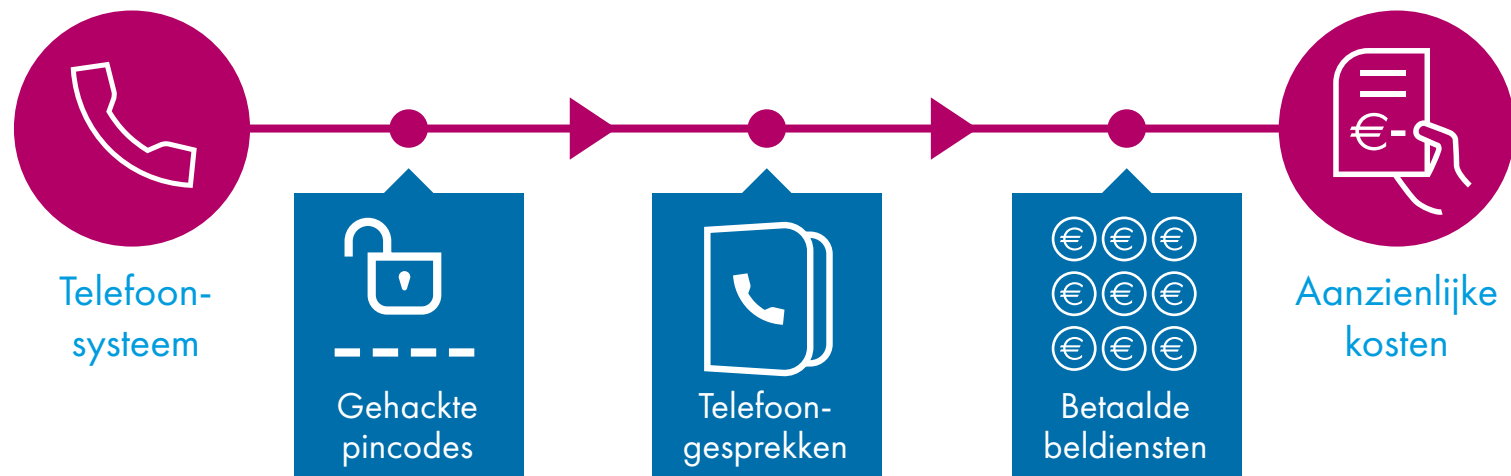 Telefoon-
systeem
Gehackte
pincodes
Telefoon-
gesprekken
€ € €
€ € €
€ € €
Betaalde
beldiensten
€-
Aanzienlijke
kosten